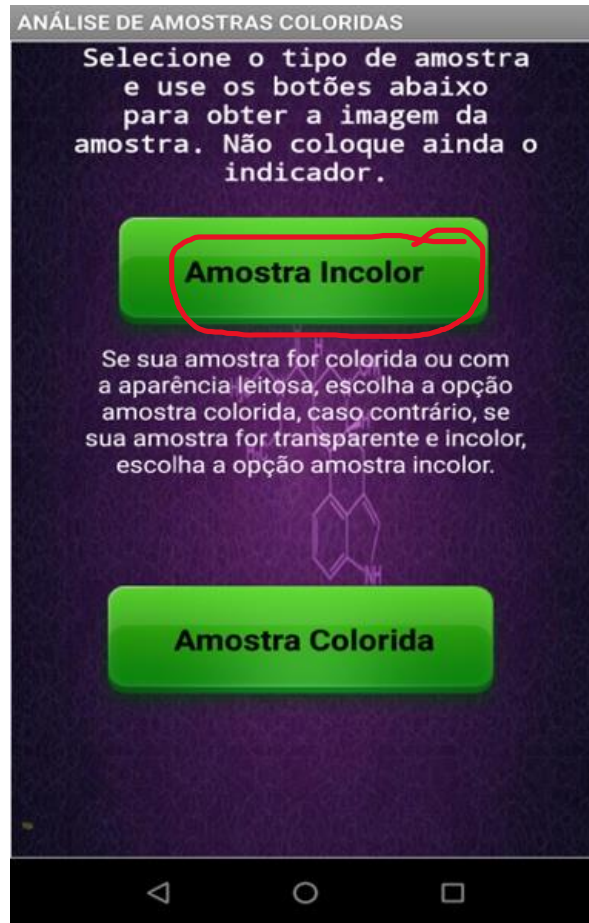 ANÁLISE DE AMOSTRAS COLORIDAS
Selecione o tipo de amostra
e use os botões abaixo
para obter a imagem da
amostra. Não coloque ainda o
indicador.
Amostra Incolor
Se sua amostra for colorida ou com
a aparência leitosa, escolha a opção
amostra colorida, caso contrário, se
sua amostra for transparente e incolor,
escolha a opção amostra incolor.
NH
Amostra Colorida